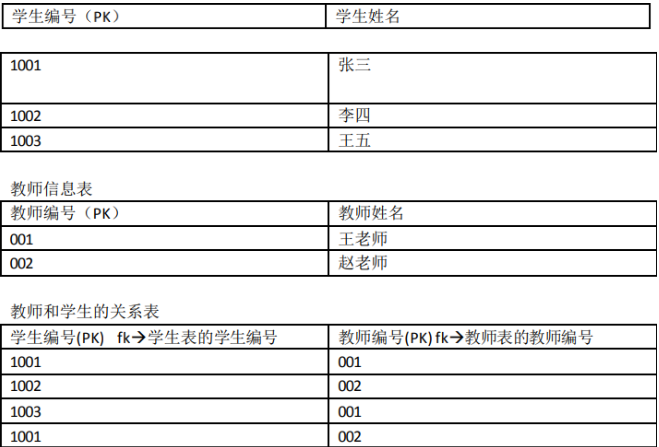 学生编号（PK） 学生姓名
1001 张三
1002 李四
1003 王五
教师信息表
教师编号（PK） 教师姓名
001 王老师
002 赵老师
教师和学生的关系表
学生编号(PK) fk→学生表的学生编号 教师编号(PK) fk→教师表的教师编号
1001 001
1002 002
1003 001
1001 002